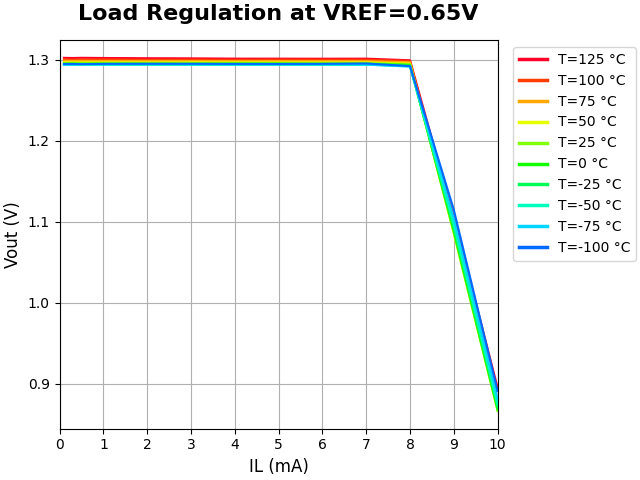 Load Regulation at VREF=0.65V
1.3
1.2
1.1
1.0
0.9
Vout (V)
0 1 2 3 4 5 6 7 8 9 10
IL (mA)
T=125 °C
T=100 °C
T=75 °C
T=50 °C
T=25 °C
T=0 °C
T=-25 °C
T=-50 °C
T=-75 °C
T=-100 °C